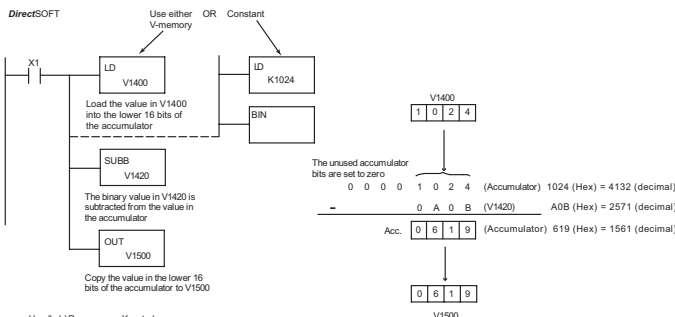 DirectSOFT
Use either OR Constant
V-memory
X1
LD
V1400
LD
K1024
Load the value in V1400
into the lower 16 bits of
the accumulator
BIN
SUBB
V1420
The binary value in V1420 is
subtracted from the value in
the accumulator
OUT
V1500
Copy the value in the lower 16
bits of the accumulator to V1500
V1400
1 0 2 4
The unused accumulator
bits are set to zero
0 0 0 0 1 0 2 4 (Accumulator) 1024 (Hex) = 4132 (decimal)
– 0 A 0 B (V1420) A0B (Hex) = 2571 (decimal)
Acc. 0 6 1 9 (Accumulator) 619 (Hex) = 1561 (decimal)
0 6 1 9
V1500